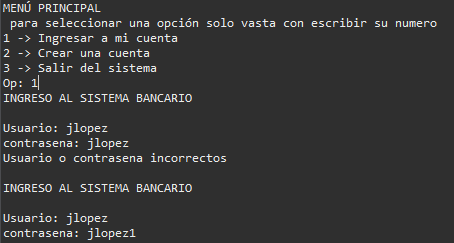 MENÚ PRINCIPAL
para seleccionar una opción solo vasta con escribir su numero
1 -> Ingresar a mi cuenta
2 -> Crear una cuenta
3 -> Salir del sistema
Op: 1
INGRESO AL SISTEMA BANCARIO
Usuario: jlopez
contrasena: jlopez
Usuario o contrasena incorrectos
INGRESO AL SISTEMA BANCARIO
Usuario: jlopez
contrasena: jlopez1